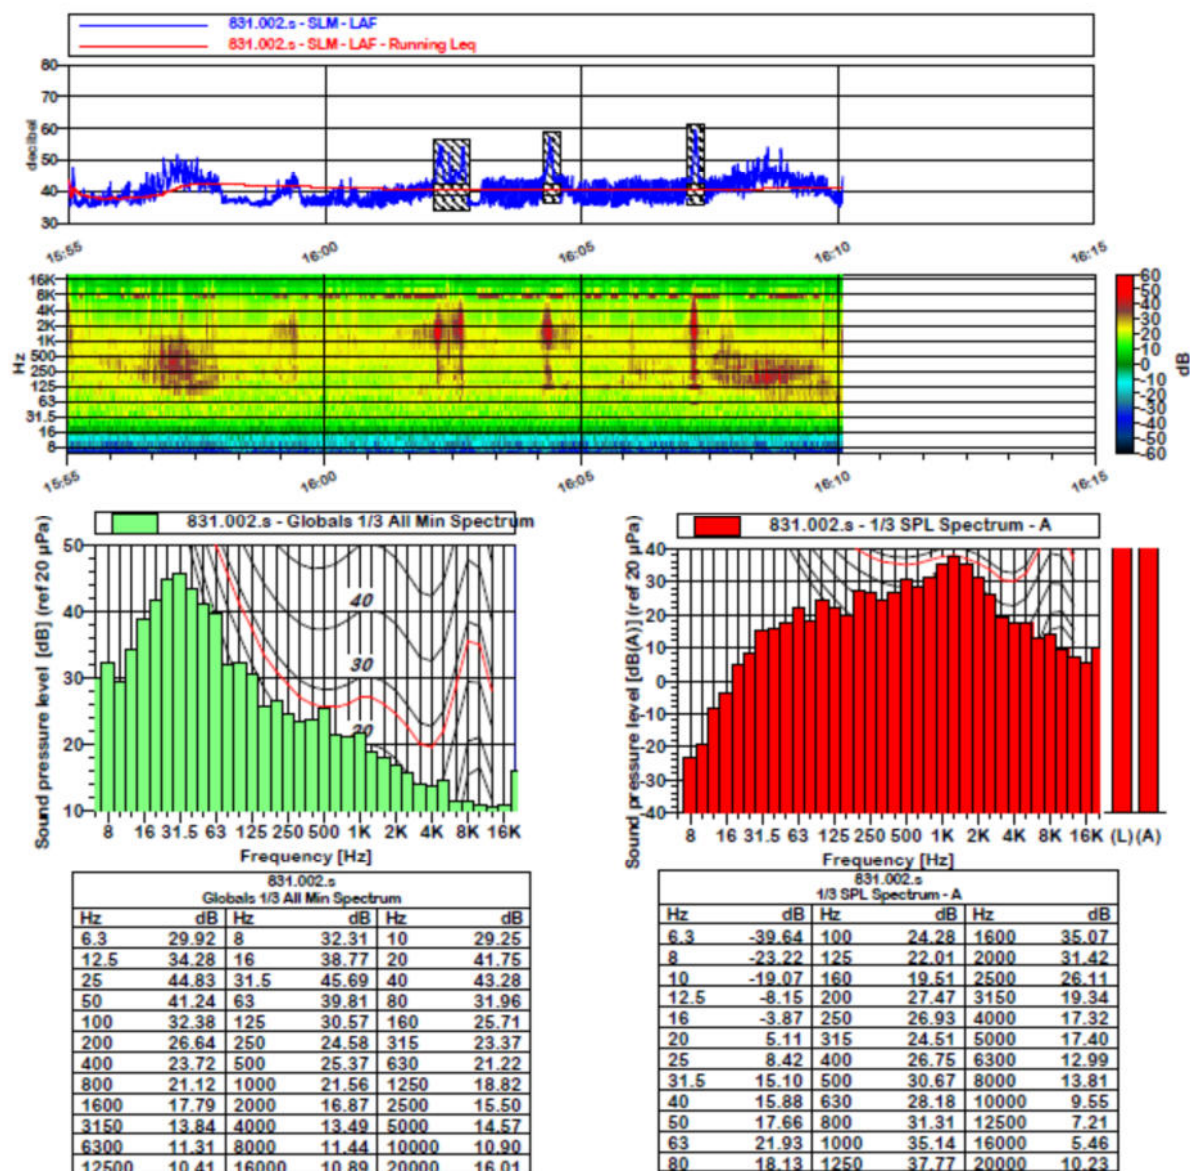 831.002.s - SLM - LAF
831.002.s - SLM - LAF - Running Leq
80
70
60
50
40
30
decibel
15:55 16:00 16:05 16:10 16:15
16K
8K
4K
2K
1K
500
250
125
63
31.5
16
8
Hz
15:55 16:00 16:05 16:10 16:15
60
50
40
30
20
10
0
-10
-20
-30
-40
-50
-60
dB
831.002.s - Globals 1/3 All Min Spectrum
Sound pressure level [dB] (ref 20 µPa)
50
40
30
20
10
40
30
20
8 16 31.5 63 125 250 500 1K 2K 4K 8K 16K
Frequency [Hz]
831.002.s - 1/3 SPL Spectrum - A
Sound pressure level [dB(A)] (ref 20 µPa)
40
30
20
10
0
-10
-20
-30
-40
8 16 31.5 63 125 250 500 1K 2K 4K 8K 16K (L) (A)
Frequency [Hz]
831.002.s
Globals 1/3 All Min Spectrum
Hz dB Hz dB Hz dB
6.3 29.92 8 32.31 10 29.25
12.5 34.28 16 38.77 20 41.75
25 44.83 31.5 45.69 40 43.28
50 41.24 63 39.81 80 31.96
100 32.38 125 30.57 160 25.71
200 26.64 250 24.58 315 23.37
400 23.72 500 25.37 630 21.22
800 21.12 1000 21.56 1250 18.82
1600 17.79 2000 16.87 2500 15.50
3150 13.84 4000 13.49 5000 14.57
6300 11.31 8000 11.44 10000 10.90
12500 10.41 16000 10.89 20000 16.01
831.002.s
1/3 SPL Spectrum - A
Hz dB Hz dB Hz dB
6.3 -39.64 100 24.28 1600 35.07
8 -23.22 125 22.01 2000 31.42
10 -19.07 160 19.51 2500 26.11
12.5 -8.15 200 27.47 3150 19.34
16 -3.87 250 26.93 4000 17.32
20 5.11 315 24.51 5000 17.40
25 8.42 400 26.75 6300 12.99
31.5 15.10 500 30.67 8000 13.81
40 15.88 630 28.18 10000 9.55
50 17.66 800 31.31 12500 7.21
63 21.93 1000 35.14 16000 5.46
80 18.13 1250 37.77 20000 10.23